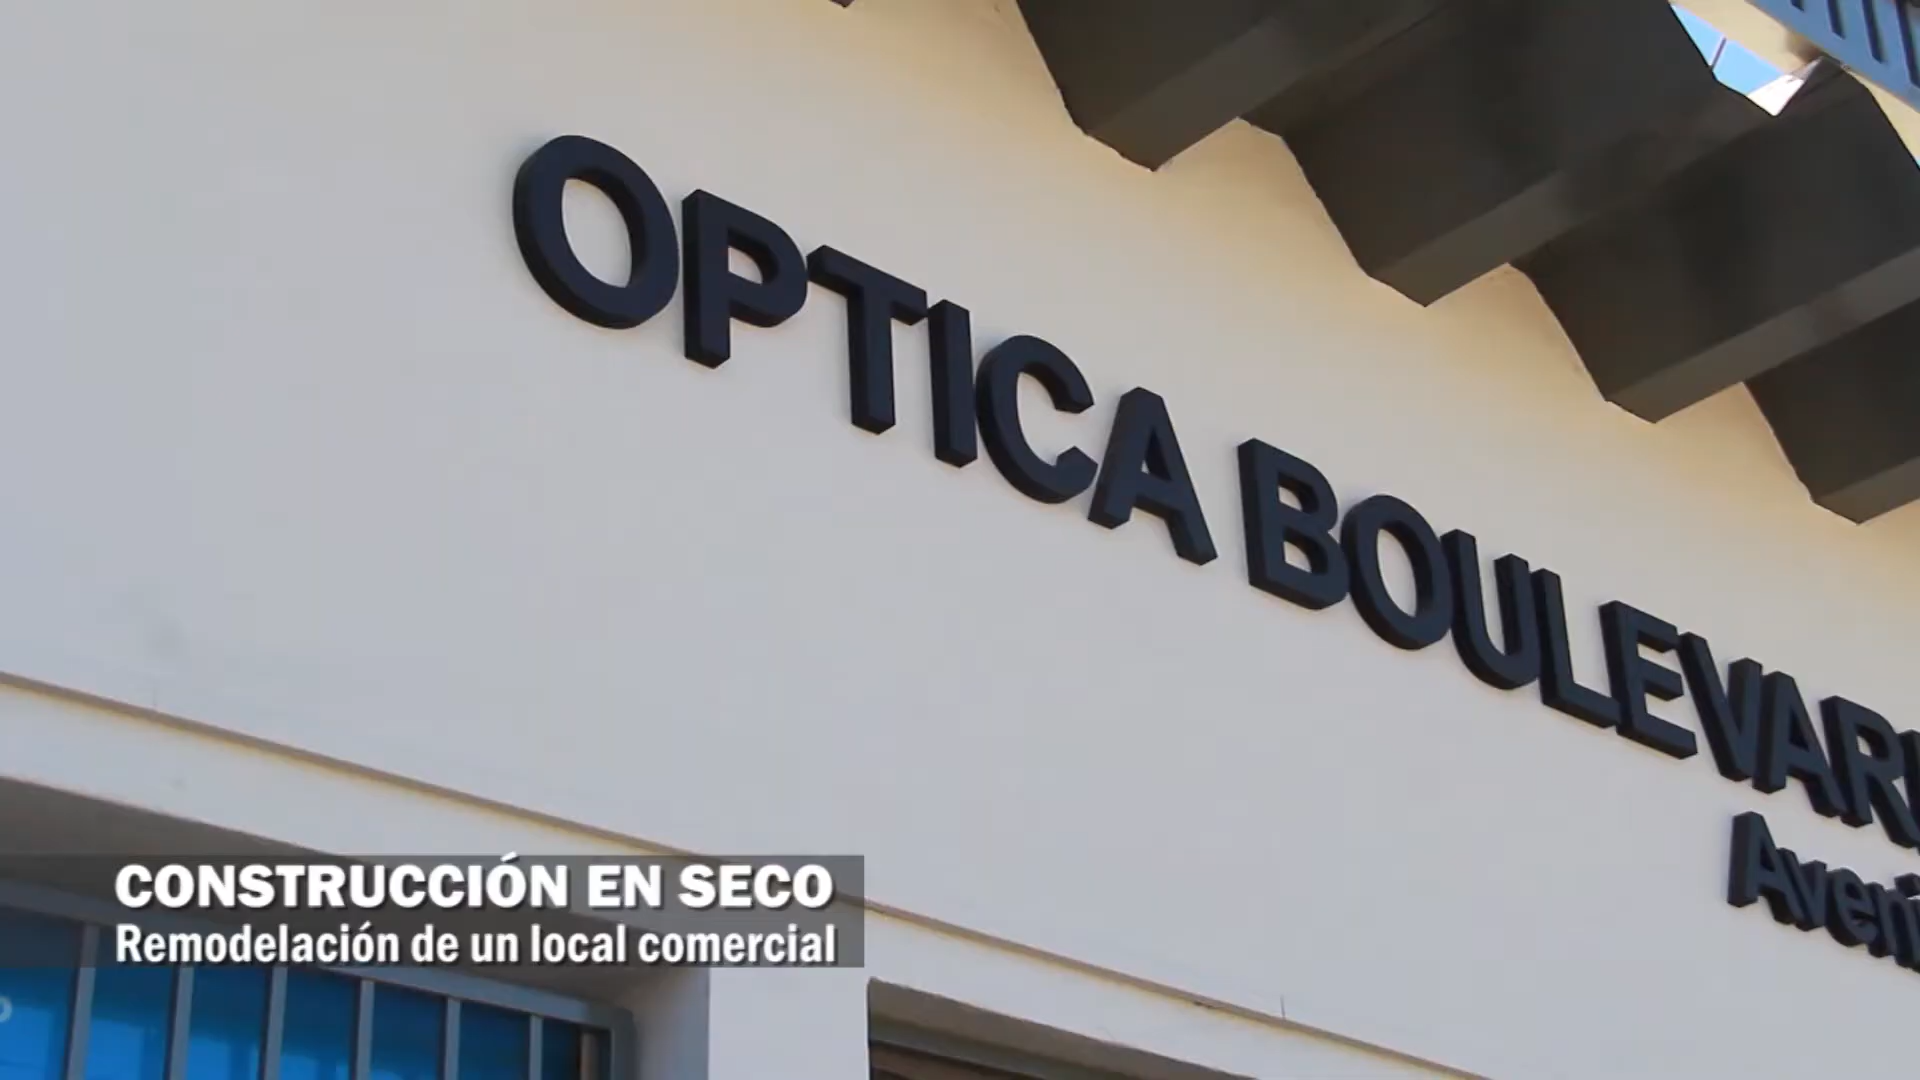 OPTICA BOULEVAR
CONSTRUCCIÓN EN SECO
Remodelación de un local comercial